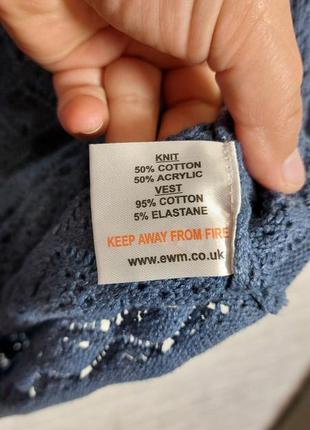 KNIT
50% COTTON
50% ACRYLIC
VEST
95% COTTON
5% ELASTANE
KEEP AWAY FROM FIRE
www.ewm.co.uk